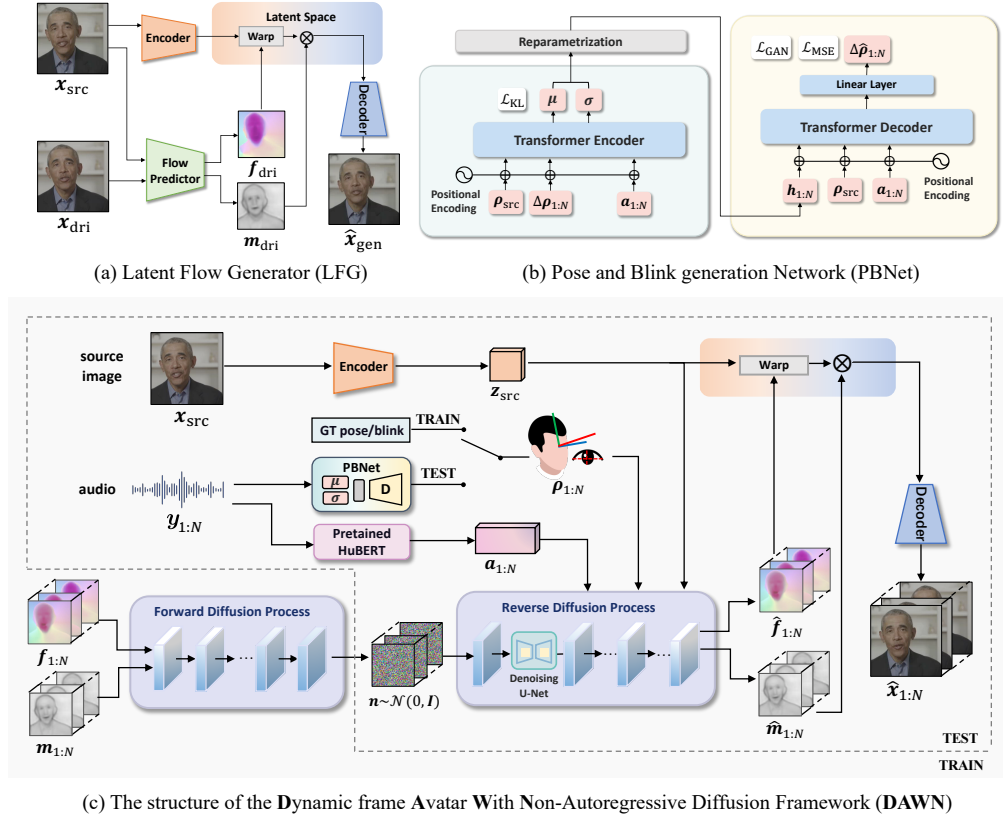 Latent Space
Encoder
Warp
⊗
x_src
Decoder
f_dri
Flow
Predictor
x_dri
m_dri
x̂_gen
(a) Latent Flow Generator (LFG)
Reparametrization
ℒ_KL
μ
σ
Transformer Encoder
Positional
Encoding
ρ_src
Δρ_1:N
a_1:N
ℒ_GAN
ℒ_MSE
Δρ̂_1:N
Linear Layer
Transformer Decoder
h_1:N
ρ_src
a_1:N
Positional
Encoding
(b) Pose and Blink generation Network (PBNet)
source
image
x_src
Encoder
z_src
Warp
⊗
GT pose/blink
TRAIN
PBNet
μ
σ
D
TEST
ρ_1:N
audio
y_1:N
Pretained
HuBERT
a_1:N
Decoder
f_1:N
m_1:N
Forward Diffusion Process
···
n~𝒩(0, I)
Reverse Diffusion Process
Denoising
U-Net
···
···
f̂_1:N
m̂_1:N
x̂_1:N
TEST
TRAIN
(c) The structure of the Dynamic frame Avatar With Non-Autoregressive Diffusion Framework (DAWN)